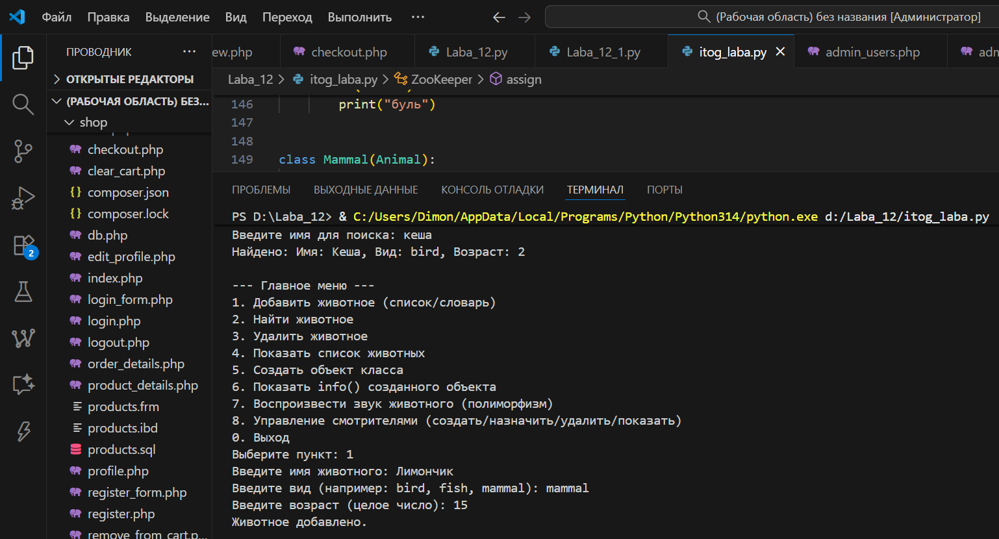 Файл Правка Выделение Вид Переход Выполнить ··· (Рабочая область) без названия [Администратор]
ПРОВОДНИК ···
ew.php checkout.php Laba_12.py Laba_12_1.py itog_laba.py admin_users.php adm
Laba_12 > itog_laba.py > ZooKeeper > assign
ОТКРЫТЫЕ РЕДАКТОРЫ
(РАБОЧАЯ ОБЛАСТЬ) БЕЗ...
shop
checkout.php
clear_cart.php
composer.json
composer.lock
db.php
edit_profile.php
index.php
login_form.php
login.php
logout.php
order_details.php
product_details.php
products.frm
products.ibd
products.sql
profile.php
register_form.php
register.php
remove_from_cart.p...
2
146 print("буль")
147
148
149 class Mammal(Animal):
ПРОБЛЕМЫ ВЫХОДНЫЕ ДАННЫЕ КОНСОЛЬ ОТЛАДКИ ТЕРМИНАЛ ПОРТЫ
PS D:\Laba_12> & C:/Users/Dimon/AppData/Local/Programs/Python/Python314/python.exe d:/Laba_12/itog_laba.py
Введите имя для поиска: кеша
Найдено: Имя: Кеша, Вид: bird, Возраст: 2
--- Главное меню ---
1. Добавить животное (список/словарь)
2. Найти животное
3. Удалить животное
4. Показать список животных
5. Создать объект класса
6. Показать info() созданного объекта
7. Воспроизвести звук животного (полиморфизм)
8. Управление смотрителями (создать/назначить/удалить/показать)
0. Выход
Выберите пункт: 1
Введите имя животного: Лимончик
Введите вид (например: bird, fish, mammal): mammal
Введите возраст (целое число): 15
Животное добавлено.